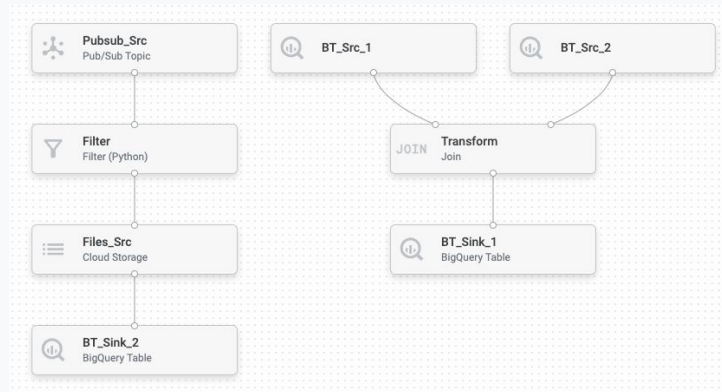 Pubsub_Src
Pub/Sub Topic
BT_Src_1
BT_Src_2
Filter
Filter (Python)
JOIN
Transform
Join
Files_Src
Cloud Storage
BT_Sink_1
BigQuery Table
BT_Sink_2
BigQuery Table